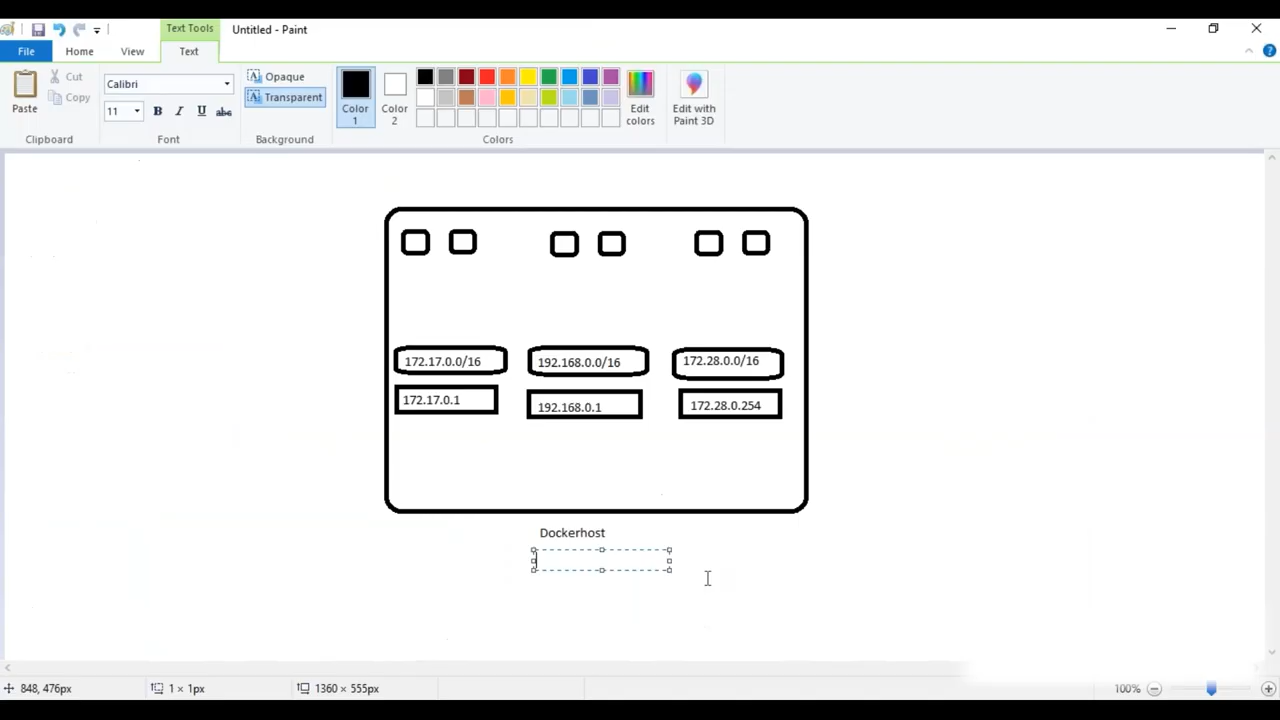 Text Tools
Untitled - Paint
File
Home
View
Text
Paste
Cut
Copy
Clipboard
Calibri
11
B I U abc
Font
Opaque
Transparent
Background
Color 1
Color 2
Edit colors
Colors
Edit with Paint 3D
172.17.0.0/16
192.168.0.0/16
172.28.0.0/16
172.17.0.1
192.168.0.1
172.28.0.254
Dockerhost
848, 476px
1 × 1px
1360 × 555px
100%